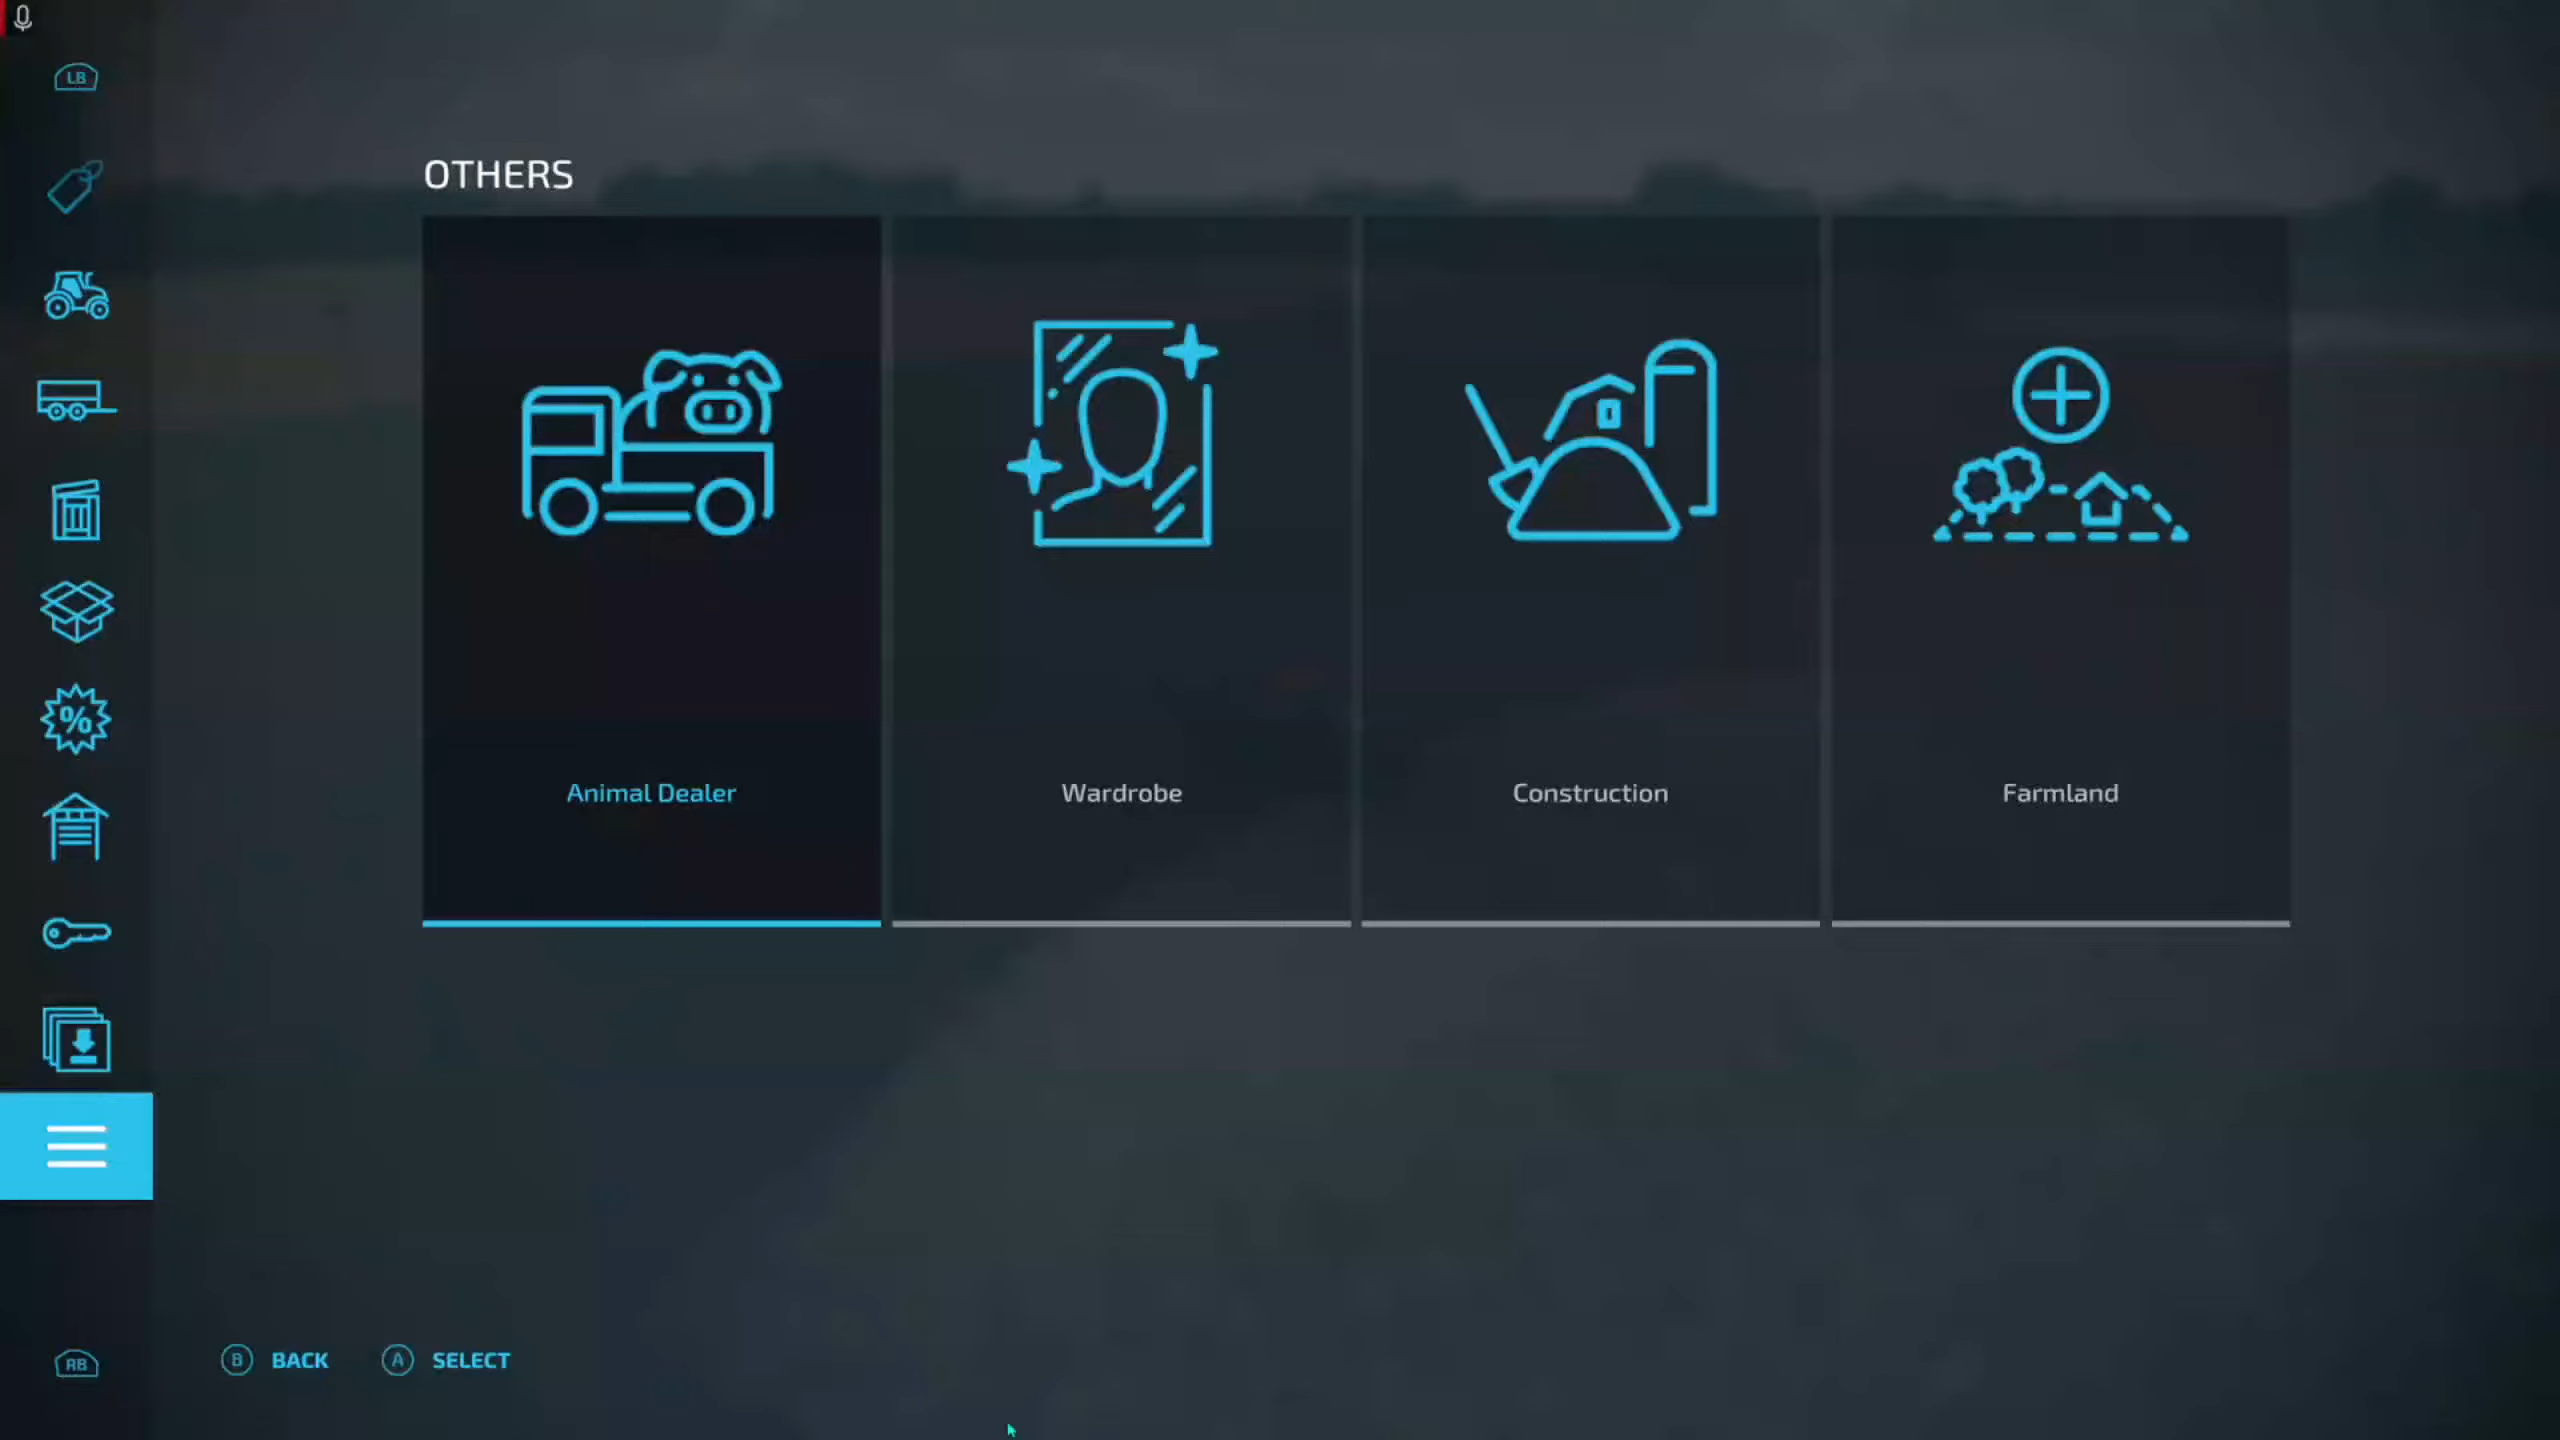 LB
OTHERS
%
Animal Dealer
Wardrobe
Construction
Farmland
RB
B BACK A SELECT